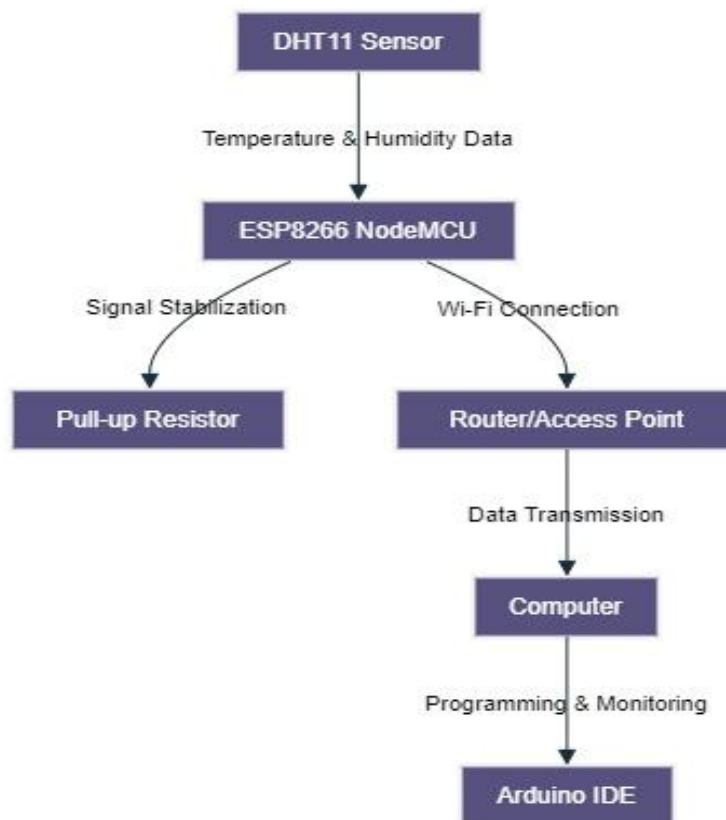 DHT11 Sensor
Temperature & Humidity Data
ESP8266 NodeMCU
Signal Stabilization
Wi-Fi Connection
Pull-up Resistor
Router/Access Point
Data Transmission
Computer
Programming & Monitoring
Arduino IDE